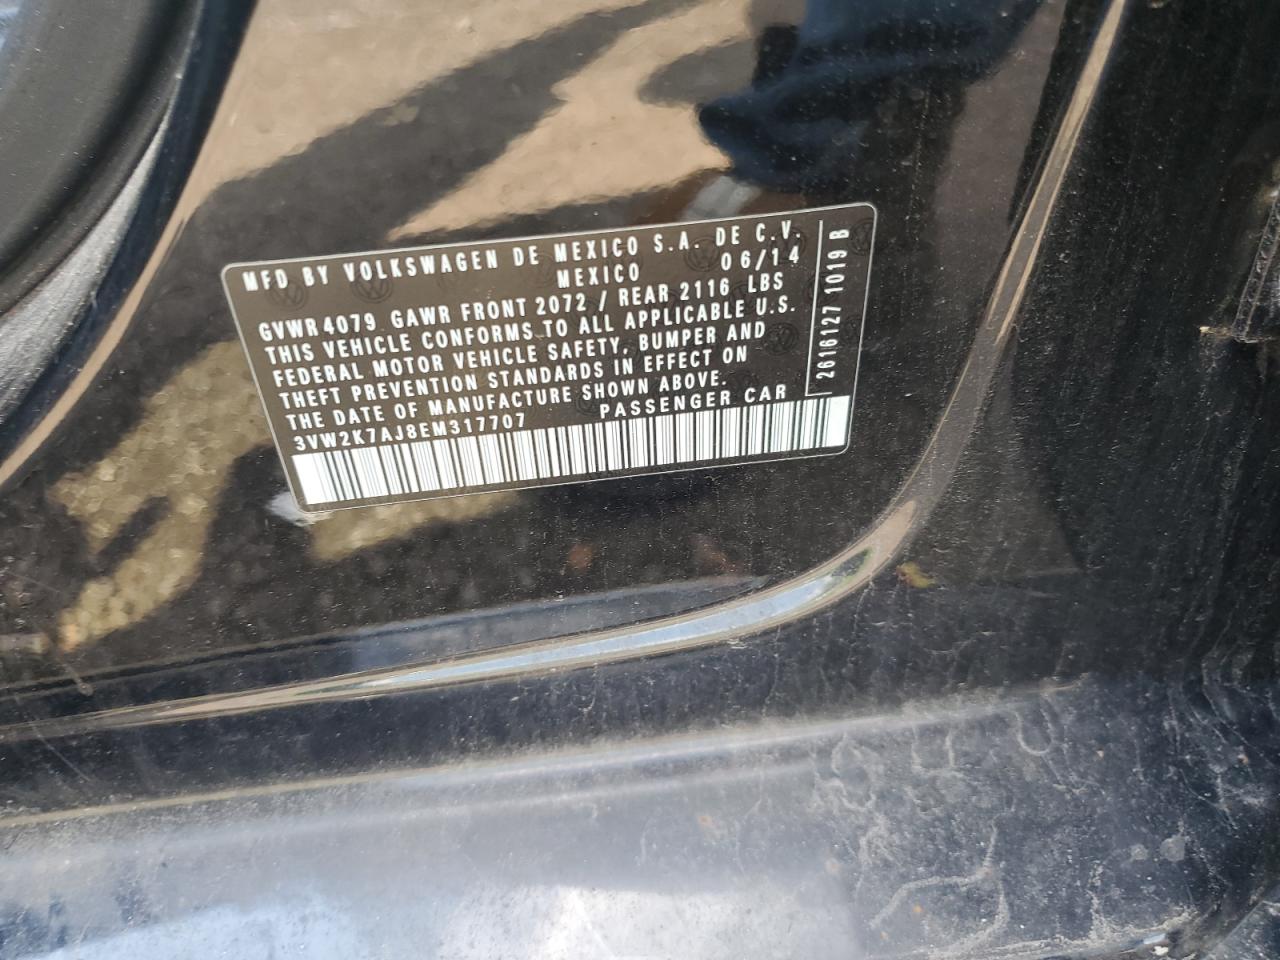 MFD BY VOLKSWAGEN DE MEXICO S.A. DE C.V.
MEXICO 06/14
GVWR 4079 GAWR FRONT 2072 / REAR 2116 LBS
THIS VEHICLE CONFORMS TO ALL APPLICABLE U.S.
FEDERAL MOTOR VEHICLE SAFETY, BUMPER AND
THEFT PREVENTION STANDARDS IN EFFECT ON
THE DATE OF MANUFACTURE SHOWN ABOVE.
3VW2K7AJ8EM317707 PASSENGER CAR
2616127 1019 B